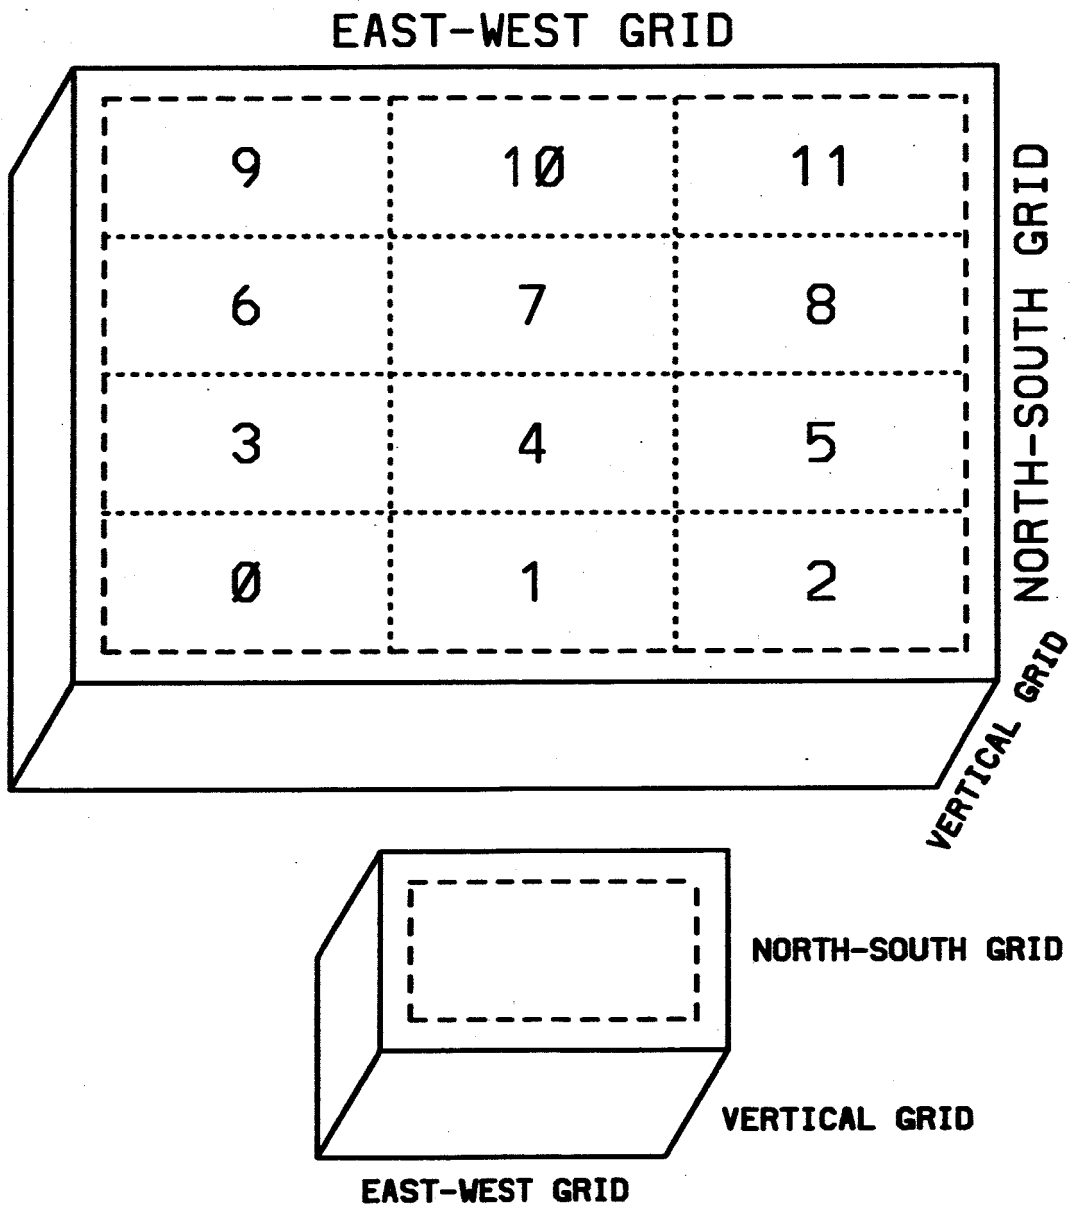 EAST-WEST GRID
9 10 11
6 7 8
3 4 5
0 1 2
NORTH-SOUTH GRID
VERTICAL GRID
NORTH-SOUTH GRID
VERTICAL GRID
EAST-WEST GRID